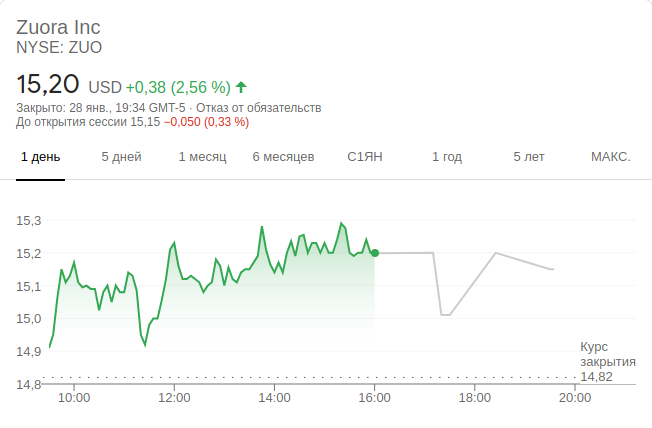 Zuora Inc
NYSE: ZUO
15,20 USD +0,38 (2,56 %)
Закрыто: 28 янв., 19:34 GMT-5 · Отказ от обязательств
До открытия сессии 15,15 −0,050 (0,33 %)
1 день 5 дней 1 месяц 6 месяцев С1ЯН 1 год 5 лет МАКС.
15,3
15,2
15,1
15,0
14,9
14,8
Курс
закрытия
14,82
10:00 12:00 14:00 16:00 18:00 20:00